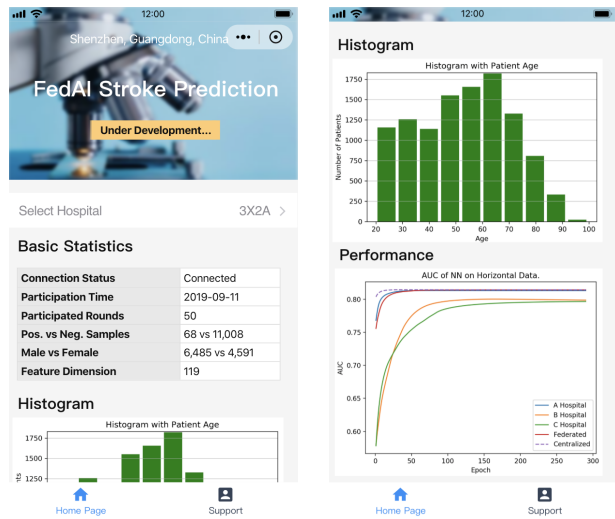 12:00
Shenzhen, Guangdong, China
FedAI Stroke Prediction
Under Development...
Select Hospital 3X2A >
Basic Statistics
Connection Status Connected
Participation Time 2019-09-11
Participated Rounds 50
Pos. vs Neg. Samples 68 vs 11,008
Male vs Female 6,485 vs 4,591
Feature Dimension 119
Histogram
Histogram with Patient Age
1750
1500
1250
Home Page Support
12:00
Histogram
Histogram with Patient Age
Number of Patients
1750
1500
1250
1000
750
500
250
0
20 30 40 50 60 70 80 90 100
Age
Performance
AUC of NN on Horizontal Data.
AUC
0.80
0.75
0.70
0.65
0.60
A Hospital
B Hospital
C Hospital
Federated
Centralized
0 50 100 150 200 250 300
Epoch
Home Page Support